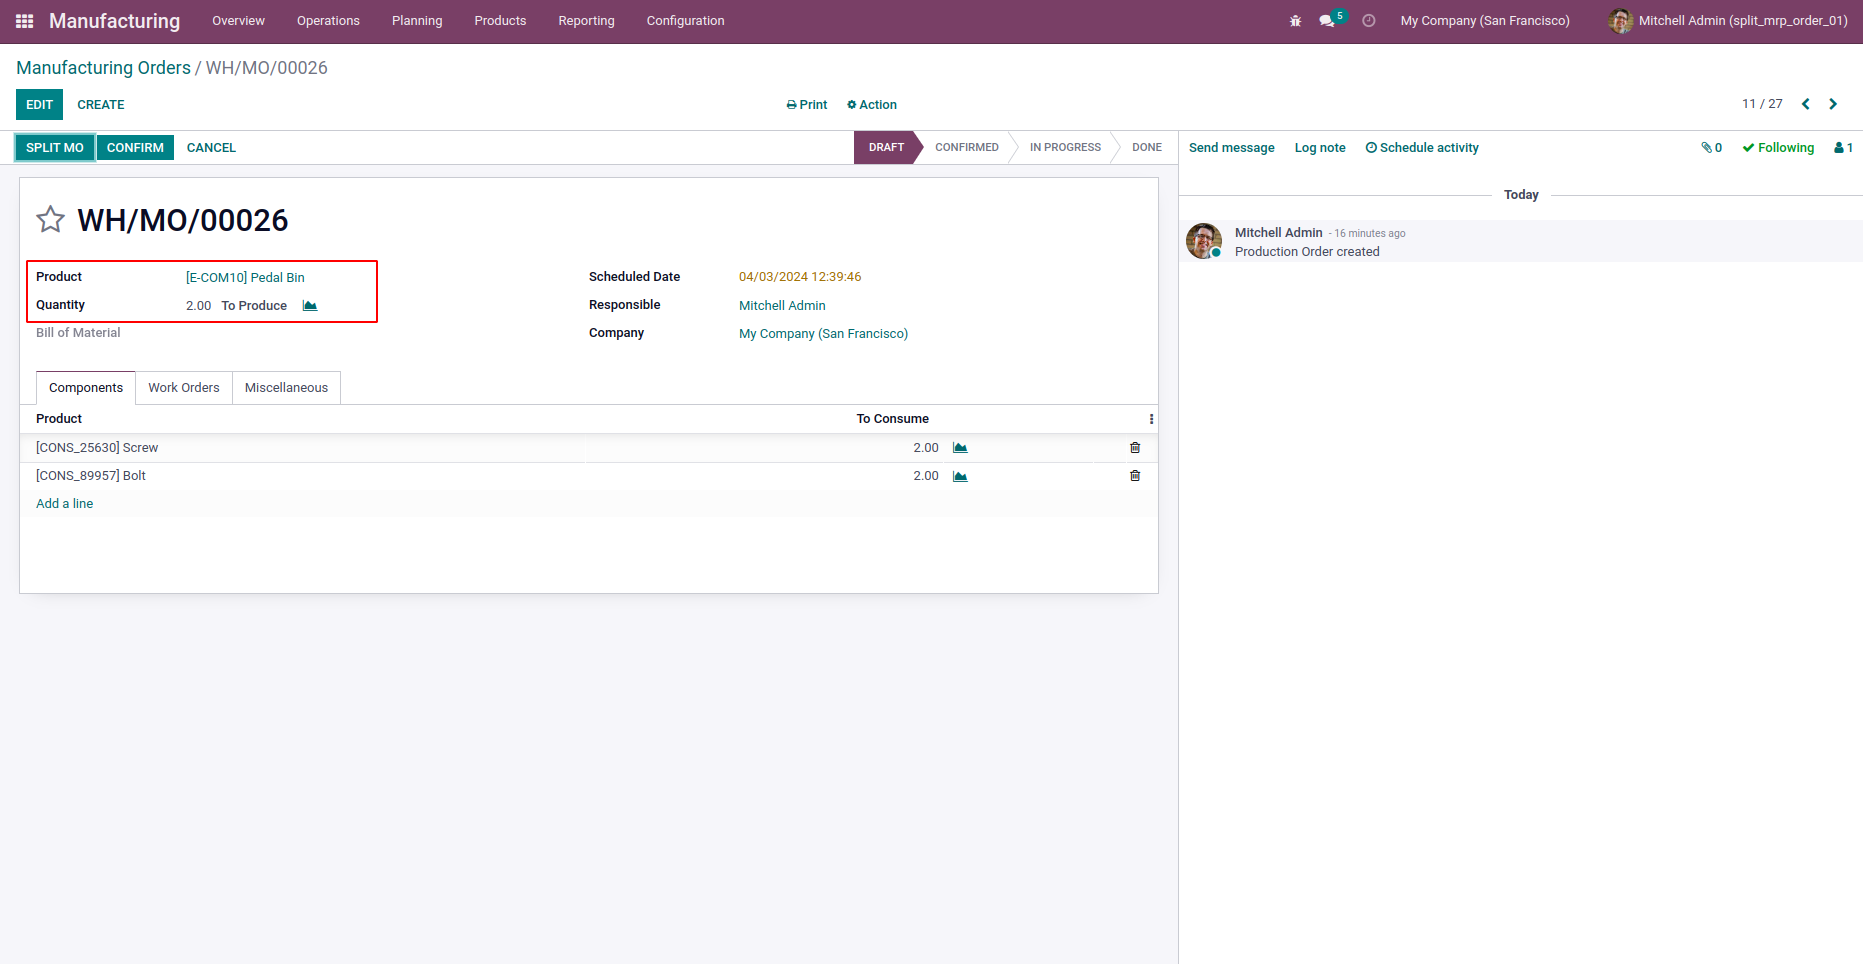 Manufacturing Overview Operations Planning Products Reporting Configuration 5 My Company (San Francisco) Mitchell Admin (split_mrp_order_01)
Manufacturing Orders / WH/MO/00026
EDIT CREATE Print Action 11 / 27
SPLIT MO CONFIRM CANCEL DRAFT CONFIRMED IN PROGRESS DONE Send message Log note Schedule activity 0 Following 1
Today
WH/MO/00026
Mitchell Admin - 16 minutes ago
Production Order created
Product [E-COM10] Pedal Bin Scheduled Date 04/03/2024 12:39:46
Quantity 2.00 To Produce Responsible Mitchell Admin
Bill of Material Company My Company (San Francisco)
Components Work Orders Miscellaneous
Product To Consume
[CONS_25630] Screw 2.00
[CONS_89957] Bolt 2.00
Add a line